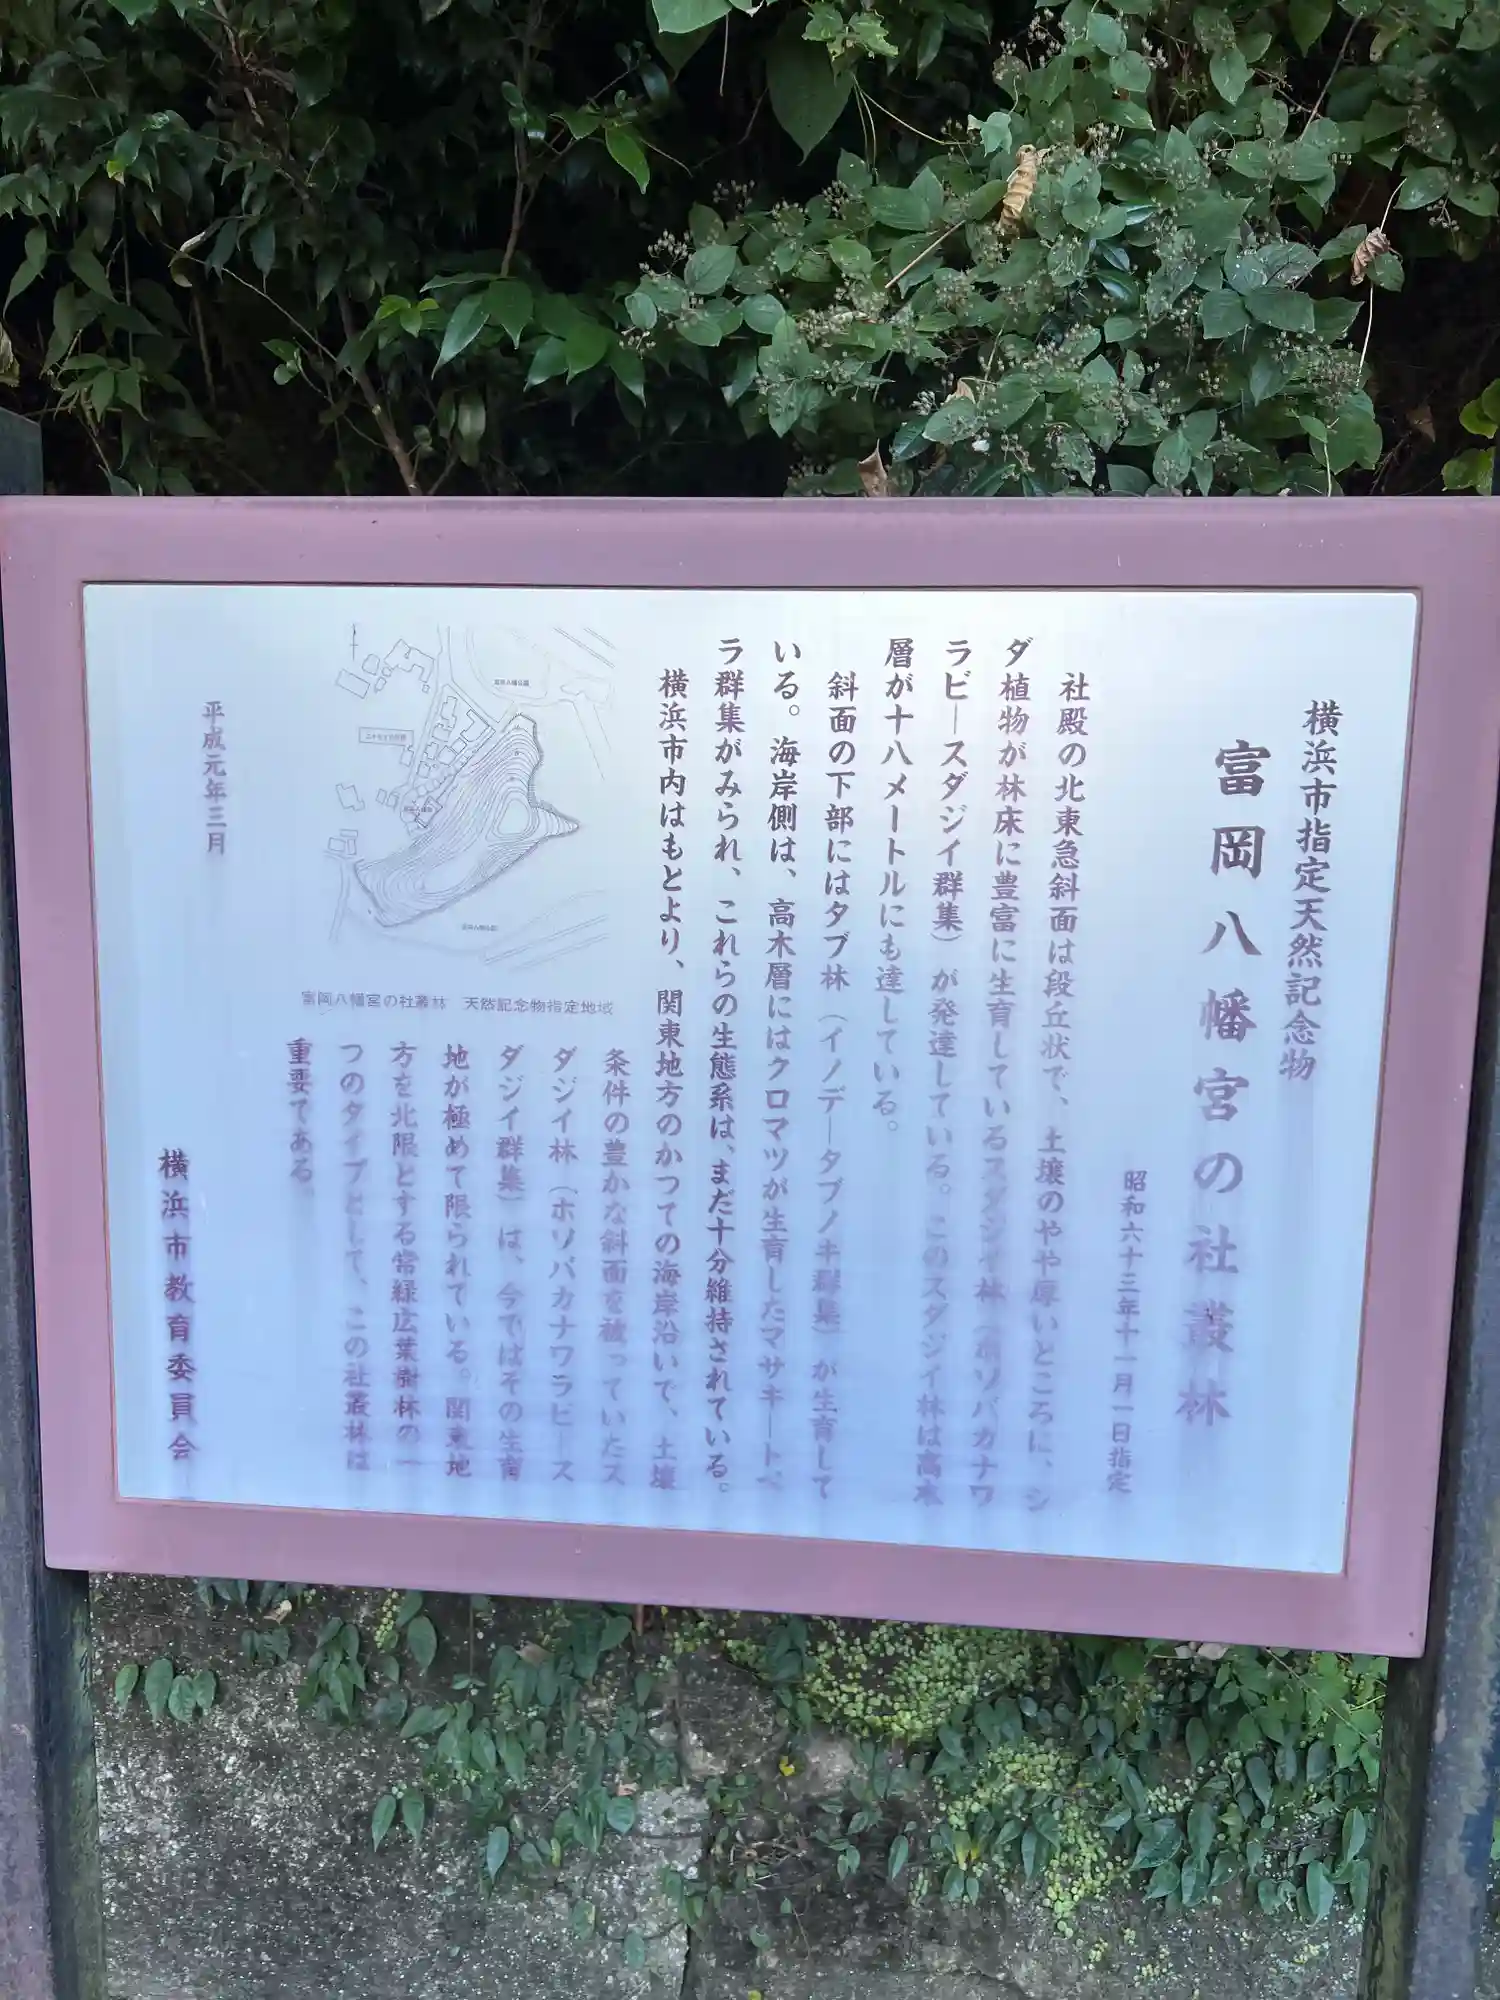 横浜市指定天然記念物
富岡八幡宮の社叢林
昭和六十三年十一月一日指定
社殿の北東急斜面は段丘状で、土壌のやや厚いところに、シ
ダ植物が林床に豊富に生育しているスダジイ林（ホソバカナワ
ラビースダジイ群集）が発達している。このスダジイ林は高木
層が十八メートルにも達している。
斜面の下部にはタブ林（イノデータブノキ群集）が生育して
いる。海岸側は、高木層にはクロマツが生育したマサキートベ
ラ群集がみられ、これらの生態系は、まだ十分維持されている。
横浜市内はもとより、関東地方のかつての海岸沿いで、土壌
条件の豊かな斜面を被っていたス
ダジイ林（ホソバカナワラビース
ダジイ群集）は、今ではその生育
地が極めて限られている。関東地
方を北限とする常緑広葉樹林の一
つのタイプとして、この社叢林は
重要である。
富岡八幡宮の社叢林 天然記念物指定地域
平成元年三月
横浜市教育委員会